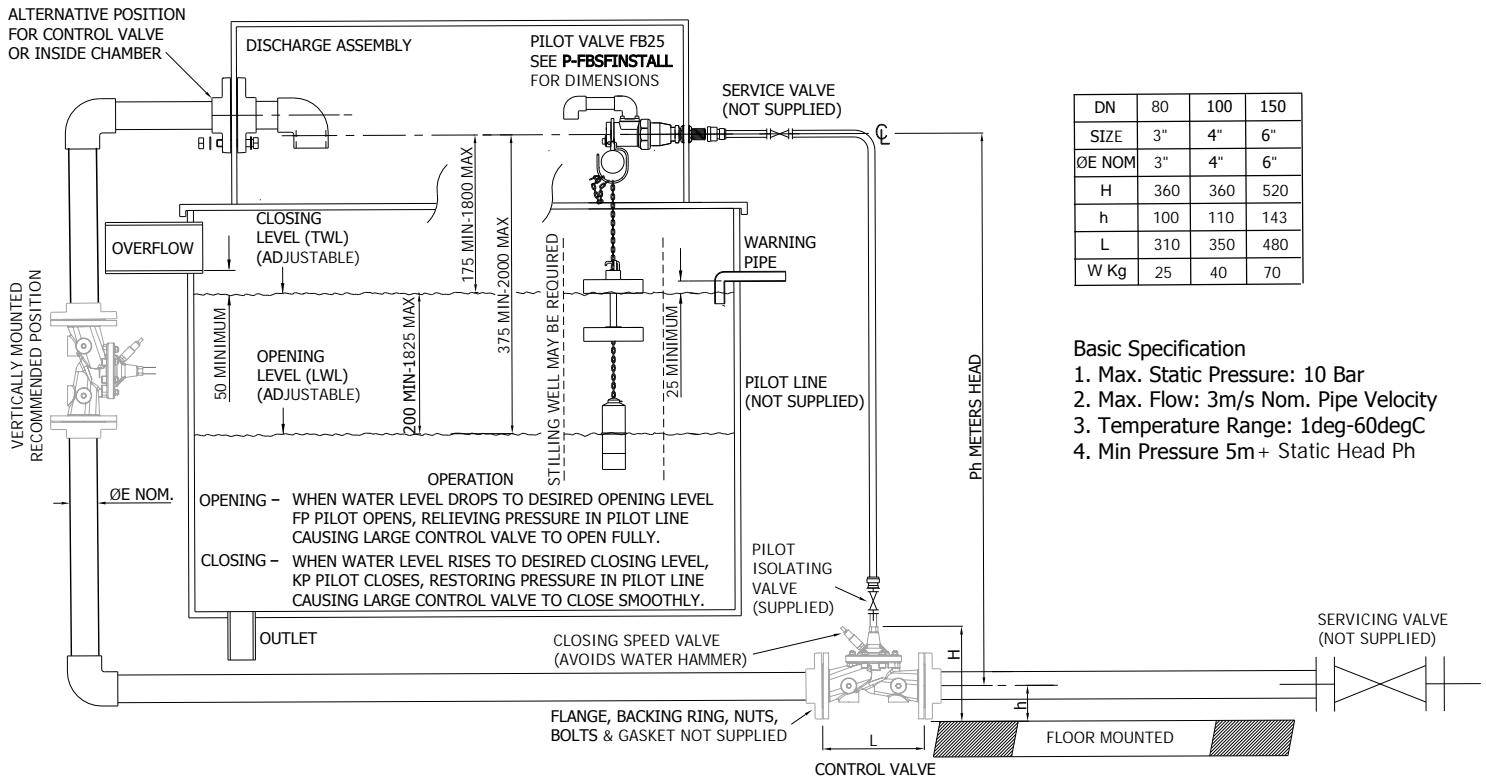 ALTERNATIVE POSITION
FOR CONTROL VALVE
OR INSIDE CHAMBER
DISCHARGE ASSEMBLY
PILOT VALVE FB25
SEE P-FBSFINSTALL
FOR DIMENSIONS
SERVICE VALVE
(NOT SUPPLIED)
℄
DN 80 100 150
SIZE 3" 4" 6"
ØE NOM 3" 4" 6"
H 360 360 520
h 100 110 143
L 310 350 480
W Kg 25 40 70
OVERFLOW
CLOSING
LEVEL (TWL)
(ADJUSTABLE)
175 MIN-1800 MAX
375 MIN-2000 MAX
STILLING WELL MAY BE REQUIRED
WARNING
PIPE
VERTICALLY MOUNTED
RECOMMENDED POSITION
50 MINIMUM
OPENING
LEVEL (LWL)
(ADJUSTABLE)
200 MIN-1825 MAX
25 MINIMUM
PILOT LINE
(NOT SUPPLIED)
Ph METERS HEAD
Basic Specification
1. Max. Static Pressure: 10 Bar
2. Max. Flow: 3m/s Nom. Pipe Velocity
3. Temperature Range: 1deg-60degC
4. Min Pressure 5m+ Static Head Ph
ØE NOM.
OPERATION
OPENING – WHEN WATER LEVEL DROPS TO DESIRED OPENING LEVEL
FP PILOT OPENS, RELIEVING PRESSURE IN PILOT LINE
CAUSING LARGE CONTROL VALVE TO OPEN FULLY.
CLOSING – WHEN WATER LEVEL RISES TO DESIRED CLOSING LEVEL,
KP PILOT CLOSES, RESTORING PRESSURE IN PILOT LINE
CAUSING LARGE CONTROL VALVE TO CLOSE SMOOTHLY.
PILOT
ISOLATING
VALVE
(SUPPLIED)
OUTLET
CLOSING SPEED VALVE
(AVOIDS WATER HAMMER)
H
h
SERVICING VALVE
(NOT SUPPLIED)
FLANGE, BACKING RING, NUTS,
BOLTS & GASKET NOT SUPPLIED
L
FLOOR MOUNTED
CONTROL VALVE